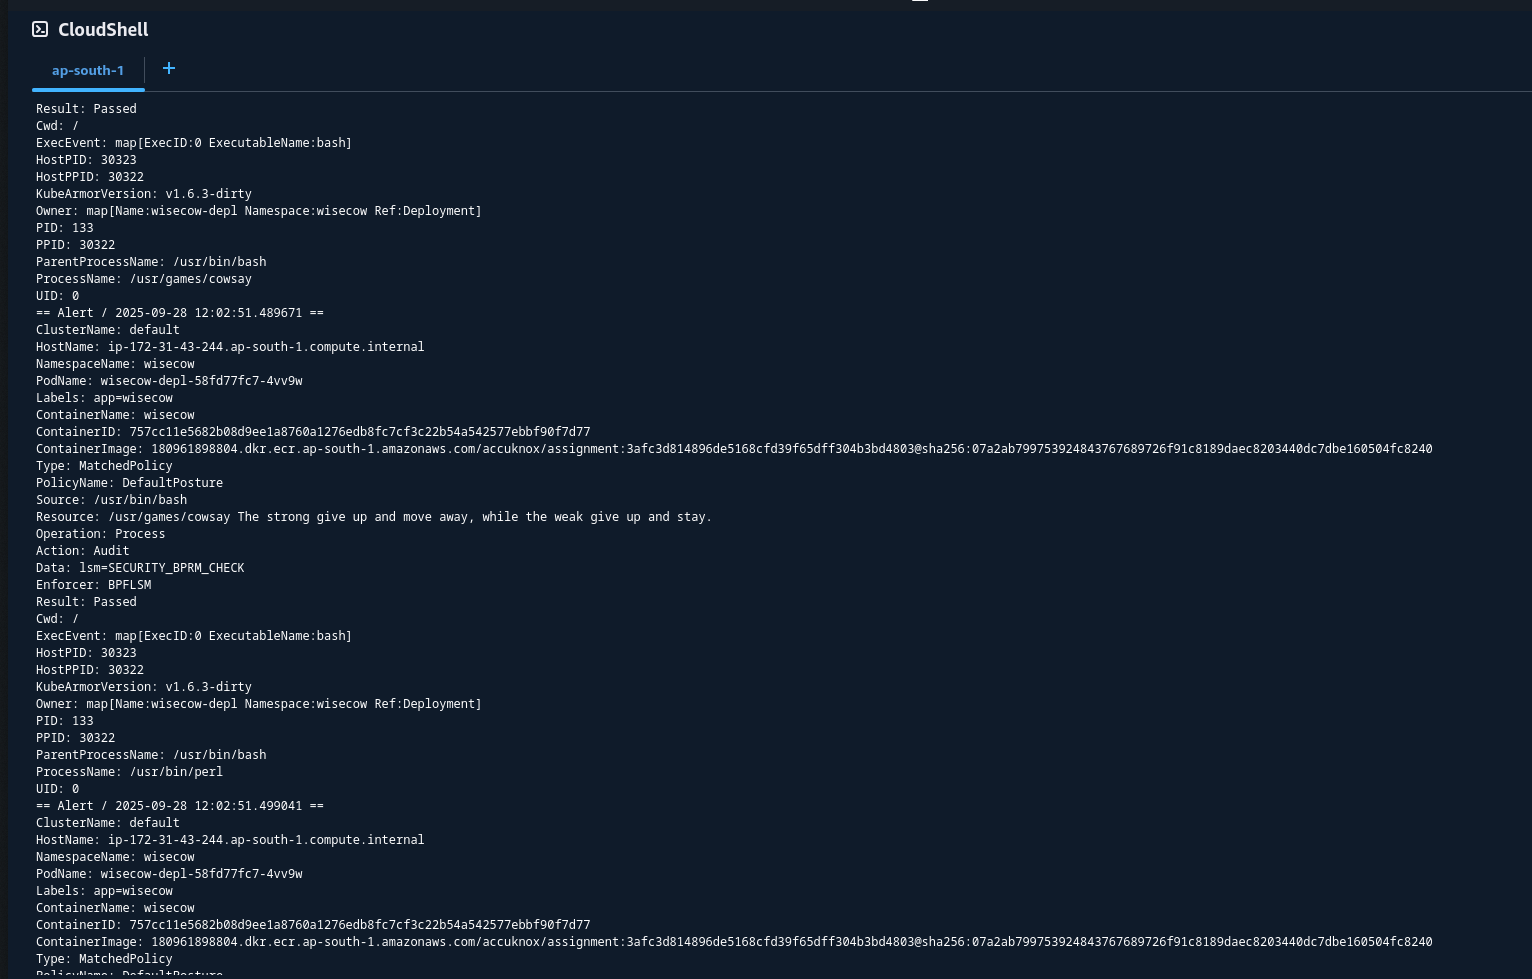 CloudShell
ap-south-1
+
Result: Passed
Cwd: /
ExecEvent: map[ExecID:0 ExecutableName:bash]
HostPID: 30323
HostPPID: 30322
KubeArmorVersion: v1.6.3-dirty
Owner: map[Name:wisecow-depl Namespace:wisecow Ref:Deployment]
PID: 133
PPID: 30322
ParentProcessName: /usr/bin/bash
ProcessName: /usr/games/cowsay
UID: 0
== Alert / 2025-09-28 12:02:51.489671 ==
ClusterName: default
HostName: ip-172-31-43-244.ap-south-1.compute.internal
NamespaceName: wisecow
PodName: wisecow-depl-58fd77fc7-4vv9w
Labels: app=wisecow
ContainerName: wisecow
ContainerID: 757cc11e5682b08d9ee1a8760a1276edb8fc7cf3c22b54a542577ebbf90f7d77
ContainerImage: 180961898804.dkr.ecr.ap-south-1.amazonaws.com/accuknox/assignment:3afc3d814896de5168cfd39f65dff304b3bd4803@sha256:07a2ab799753924843767689726f91c8189daec8203440dc7dbe160504fc8240
Type: MatchedPolicy
PolicyName: DefaultPosture
Source: /usr/bin/bash
Resource: /usr/games/cowsay The strong give up and move away, while the weak give up and stay.
Operation: Process
Action: Audit
Data: lsm=SECURITY_BPRM_CHECK
Enforcer: BPFLSM
Result: Passed
Cwd: /
ExecEvent: map[ExecID:0 ExecutableName:bash]
HostPID: 30323
HostPPID: 30322
KubeArmorVersion: v1.6.3-dirty
Owner: map[Name:wisecow-depl Namespace:wisecow Ref:Deployment]
PID: 133
PPID: 30322
ParentProcessName: /usr/bin/bash
ProcessName: /usr/bin/perl
UID: 0
== Alert / 2025-09-28 12:02:51.499041 ==
ClusterName: default
HostName: ip-172-31-43-244.ap-south-1.compute.internal
NamespaceName: wisecow
PodName: wisecow-depl-58fd77fc7-4vv9w
Labels: app=wisecow
ContainerName: wisecow
ContainerID: 757cc11e5682b08d9ee1a8760a1276edb8fc7cf3c22b54a542577ebbf90f7d77
ContainerImage: 180961898804.dkr.ecr.ap-south-1.amazonaws.com/accuknox/assignment:3afc3d814896de5168cfd39f65dff304b3bd4803@sha256:07a2ab799753924843767689726f91c8189daec8203440dc7dbe160504fc8240
Type: MatchedPolicy
PolicyName: DefaultPosture